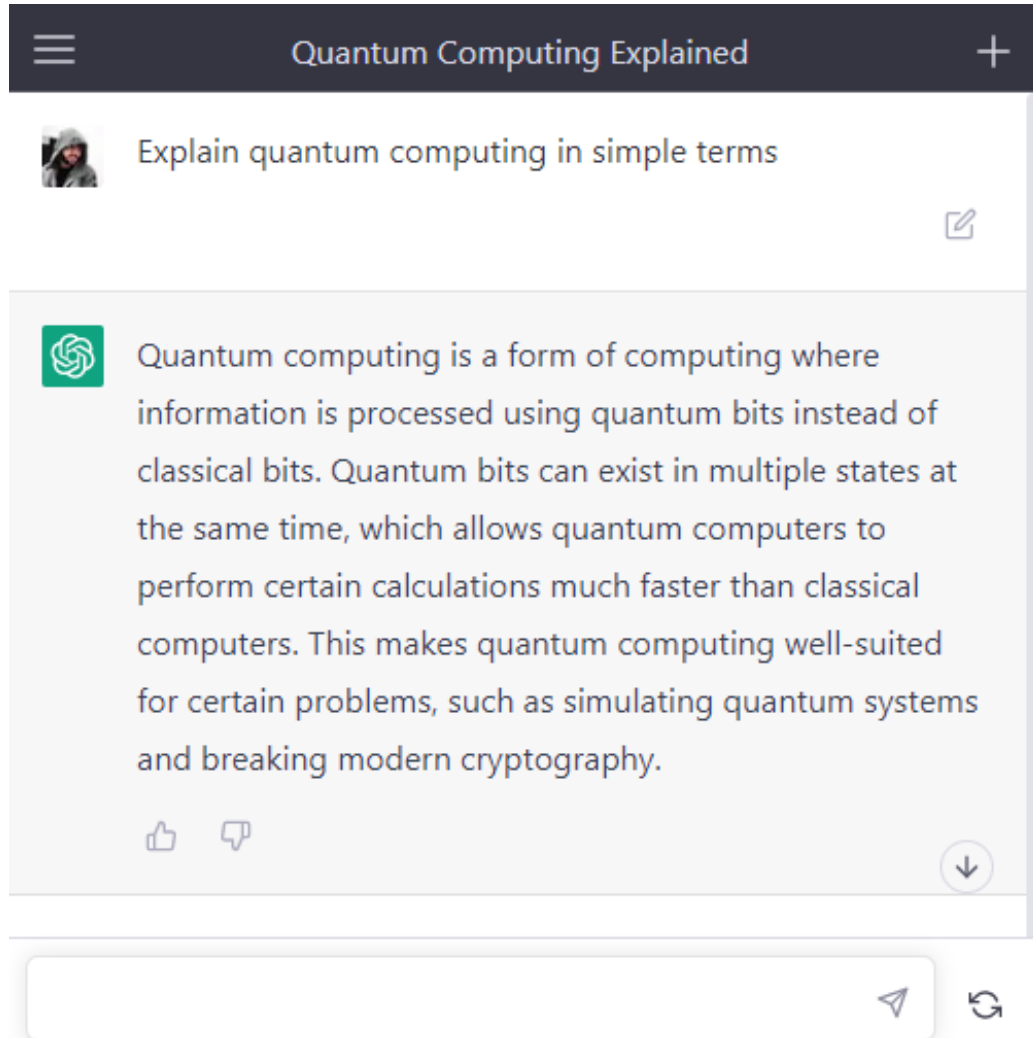 Quantum Computing Explained
Explain quantum computing in simple terms
Quantum computing is a form of computing where
information is processed using quantum bits instead of
classical bits. Quantum bits can exist in multiple states at
the same time, which allows quantum computers to
perform certain calculations much faster than classical
computers. This makes quantum computing well-suited
for certain problems, such as simulating quantum systems
and breaking modern cryptography.